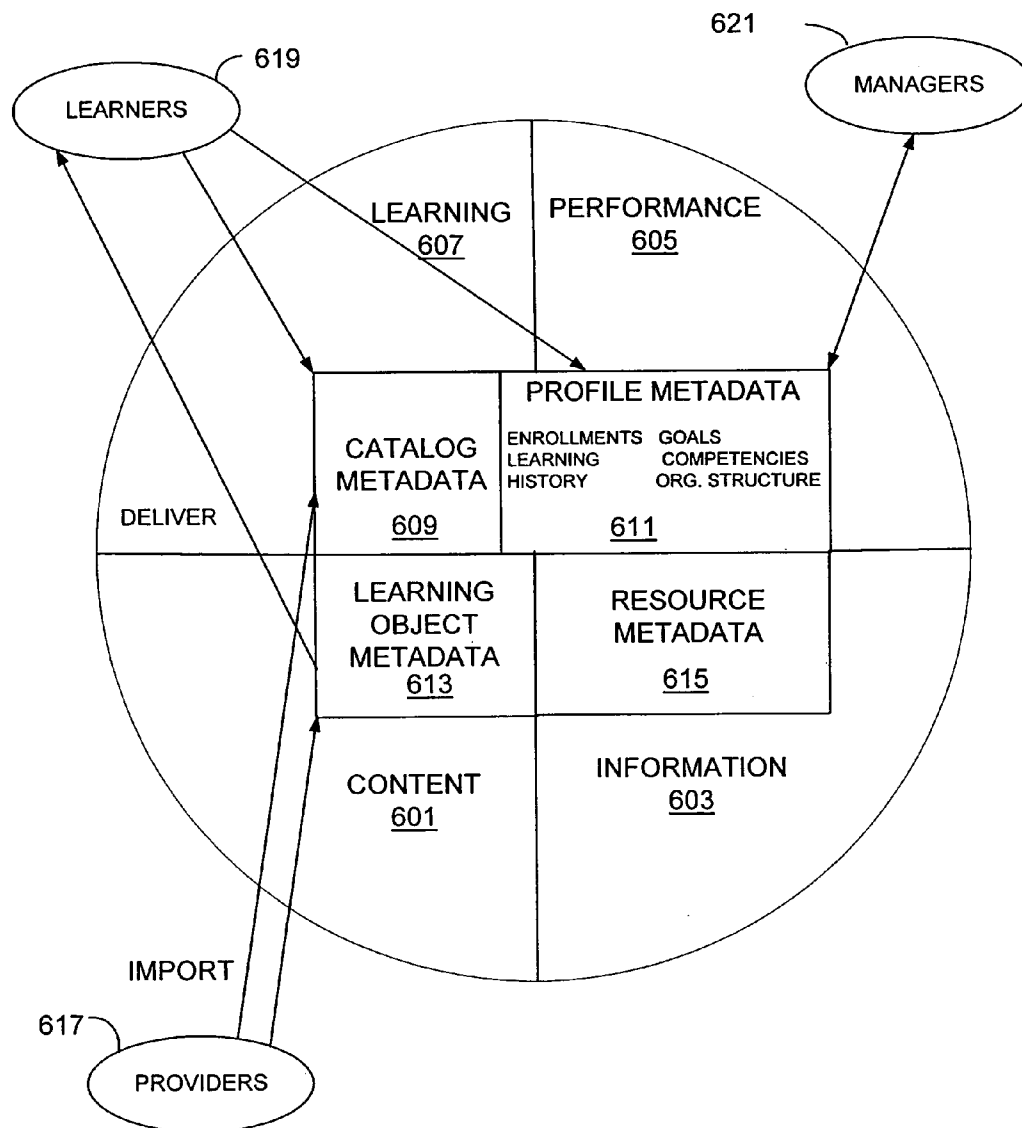 621
619
LEARNERS
MANAGERS
LEARNING
607
PERFORMANCE
605
PROFILE METADATA
ENROLLMENTS GOALS
LEARNING COMPETENCIES
HISTORY ORG. STRUCTURE
611
CATALOG
METADATA
609
DELIVER
LEARNING
OBJECT
METADATA
613
RESOURCE
METADATA
615
CONTENT
601
INFORMATION
603
IMPORT
617
PROVIDERS